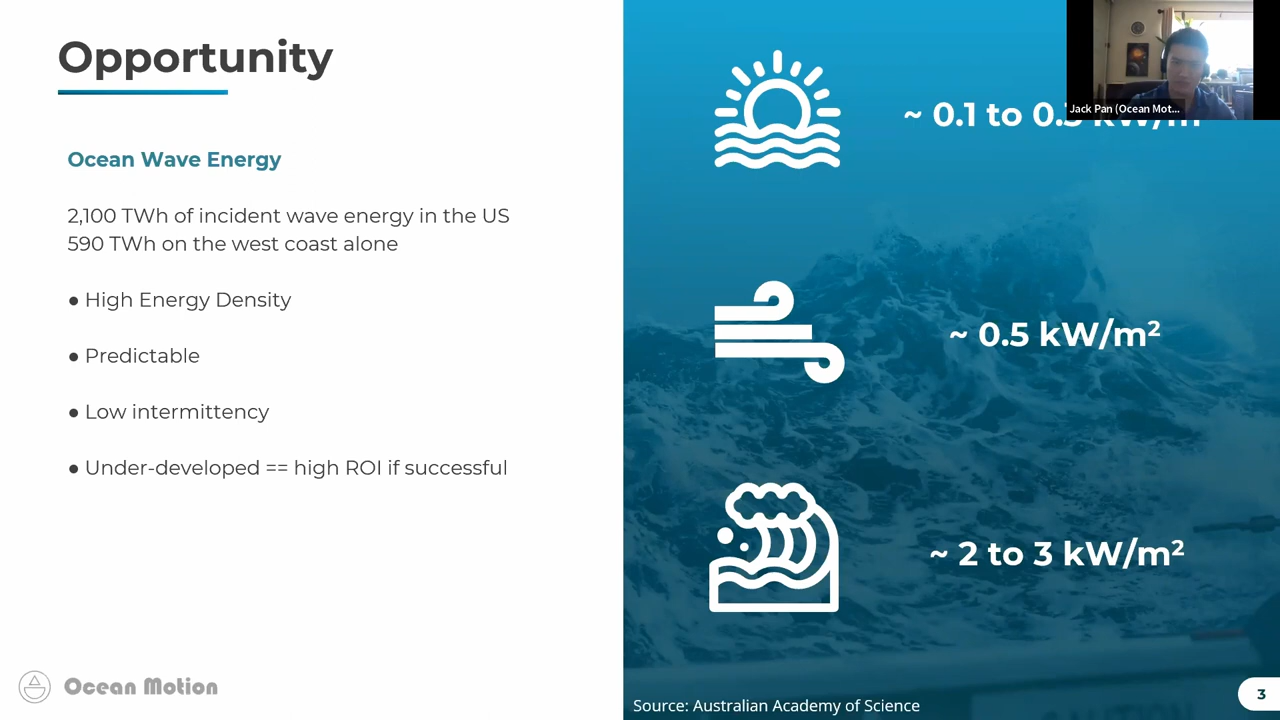 Opportunity
Ocean Wave Energy
2,100 TWh of incident wave energy in the US
590 TWh on the west coast alone
● High Energy Density
● Predictable
● Low intermittency
● Under-developed == high ROI if successful
Ocean Motion
Jack Pan (Ocean Mot...
~ 0.1 to
~ 0.5 kW/m²
~ 2 to 3 kW/m²
Source: Australian Academy of Science
3